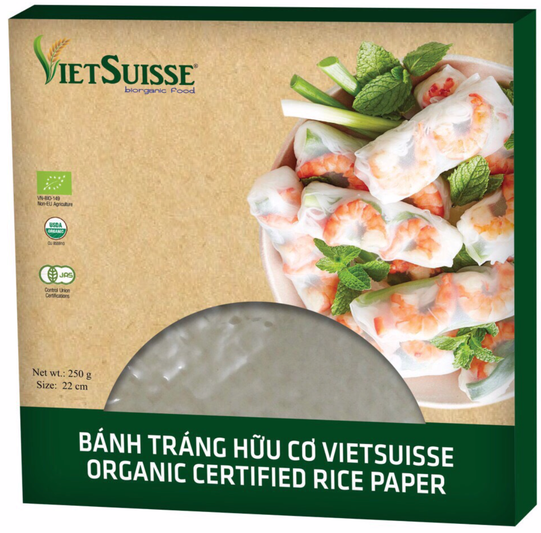 VIETSUISSE®
biorganic Food
VN-BIO-149
Non-EU Agriculture
USDA
ORGANIC
JAS
Control Union
Certifications
Net wt.: 250 g
Size: 22 cm
BÁNH TRÁNG HỮU CƠ VIETSUISSE
ORGANIC CERTIFIED RICE PAPER